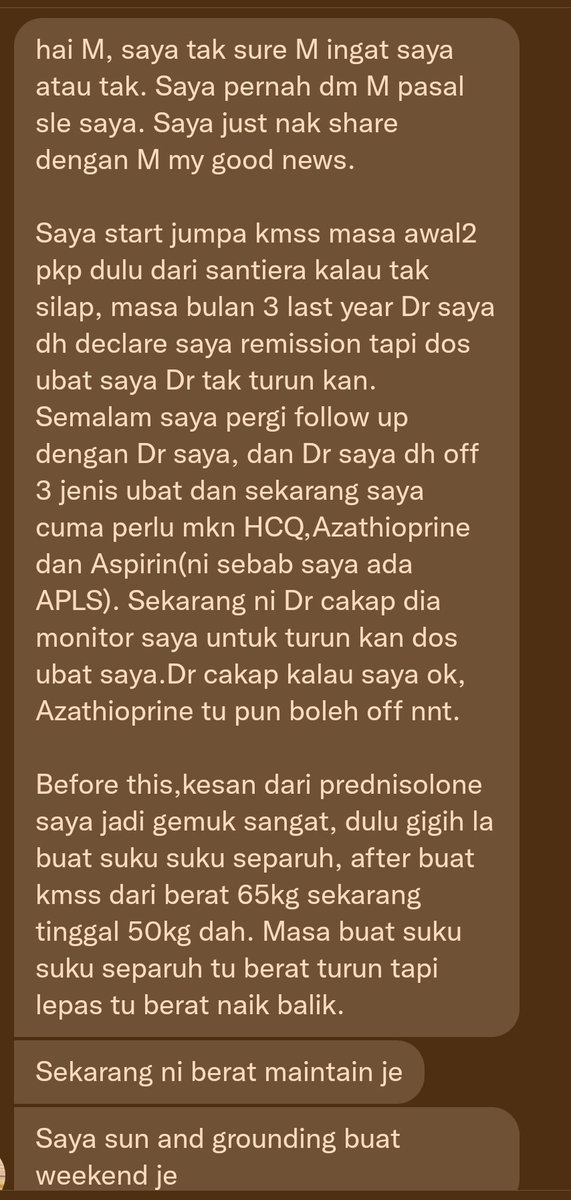 hai M, saya tak sure M ingat saya
atau tak. Saya pernah dm M pasal
sle saya. Saya just nak share
dengan M my good news.
Saya start jumpa kmss masa awal2
pkp dulu dari santiera kalau tak
silap, masa bulan 3 last year Dr saya
dh declare saya remission tapi dos
ubat saya Dr tak turun kan.
Semalam saya pergi follow up
dengan Dr saya, dan Dr saya dh off
3 jenis ubat dan sekarang saya
cuma perlu mkn HCQ,Azathioprine
dan Aspirin(ni sebab saya ada
APLS). Sekarang ni Dr cakap dia
monitor saya untuk turun kan dos
ubat saya.Dr cakap kalau saya ok,
Azathioprine tu pun boleh off nnt.
Before this,kesan dari prednisolone
saya jadi gemuk sangat, dulu gigih la
buat suku suku separuh, after buat
kmss dari berat 65kg sekarang
tinggal 50kg dah. Masa buat suku
suku separuh tu berat turun tapi
lepas tu berat naik balik.
Sekarang ni berat maintain je
Saya sun and grounding buat
weekend je